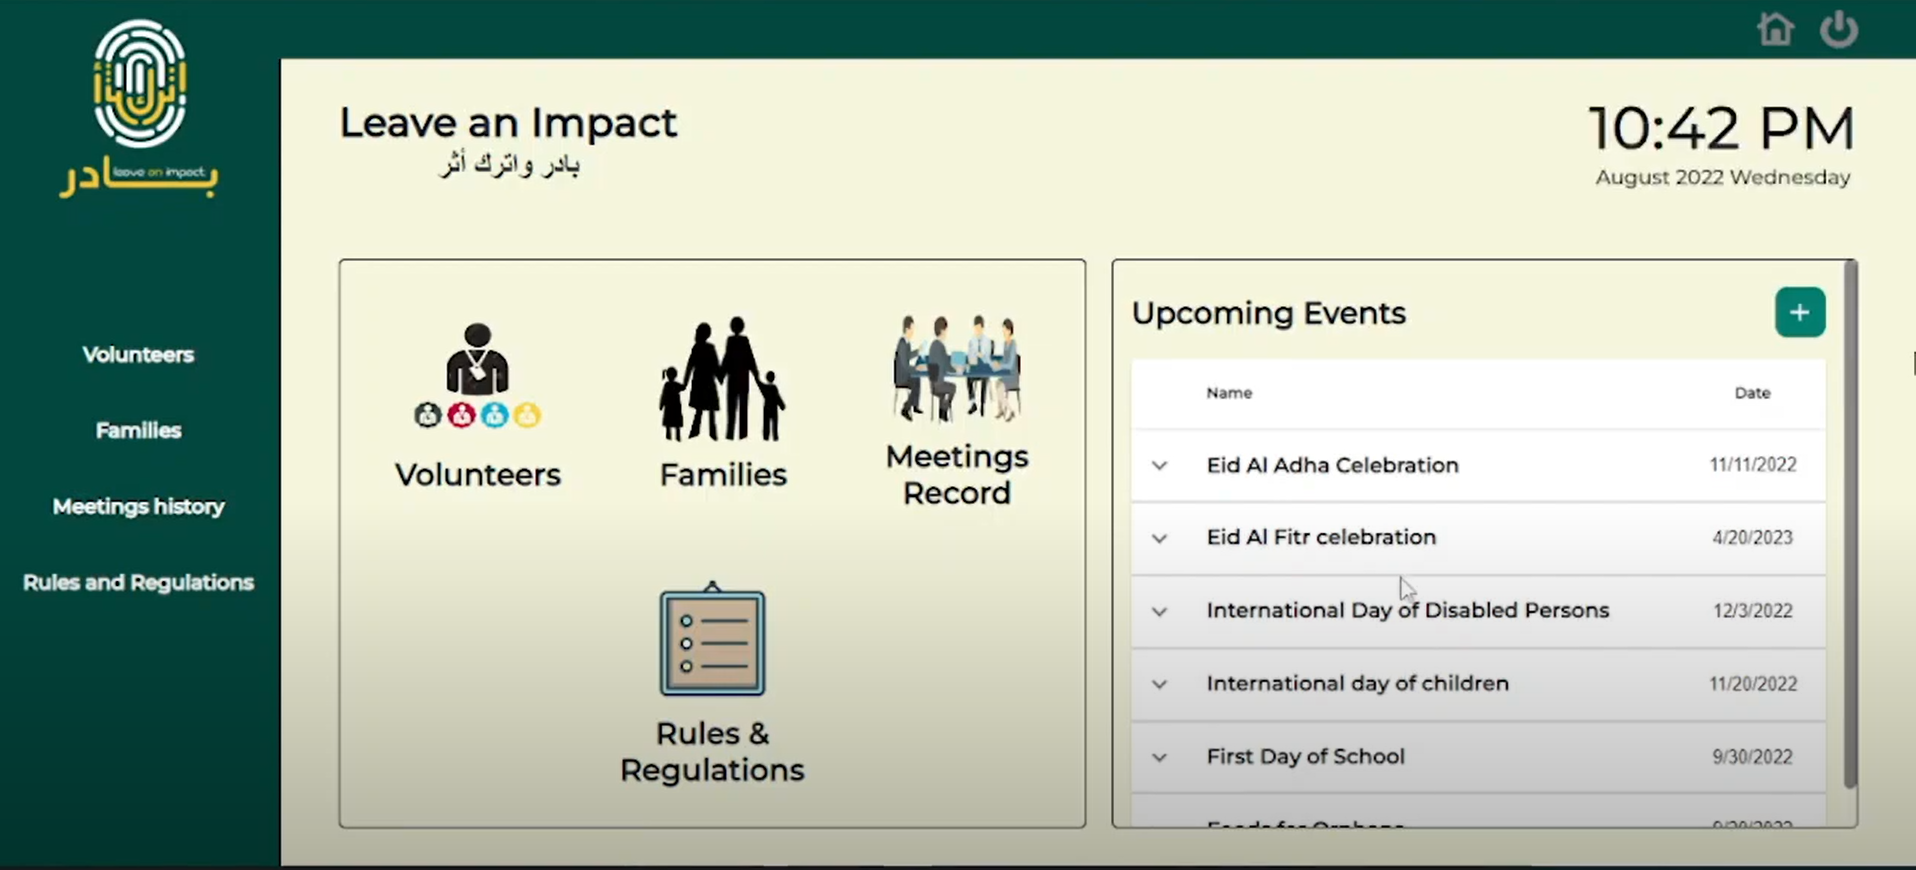 اترك أثر
بادر
leave an impact
Volunteers
Families
Meetings history
Rules and Regulations
Leave an Impact
بادر واترك أثر
10:42 PM
August 2022 Wednesday
Volunteers
Families
Meetings
Record
Rules &
Regulations
Upcoming Events
+
Name Date
Eid Al Adha Celebration 11/11/2022
Eid Al Fitr celebration 4/20/2023
International Day of Disabled Persons 12/3/2022
International day of children 11/20/2022
First Day of School 9/30/2022